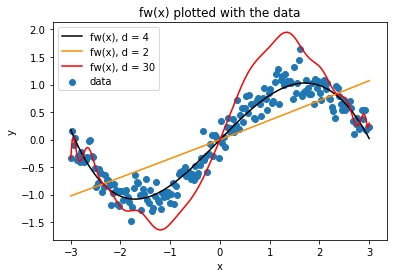 fw(x) plotted with the data
fw(x), d = 4
fw(x), d = 2
fw(x), d = 30
data
y
2.0
1.5
1.0
0.5
0.0
−0.5
−1.0
−1.5
−3
−2
−1
0
1
2
3
x